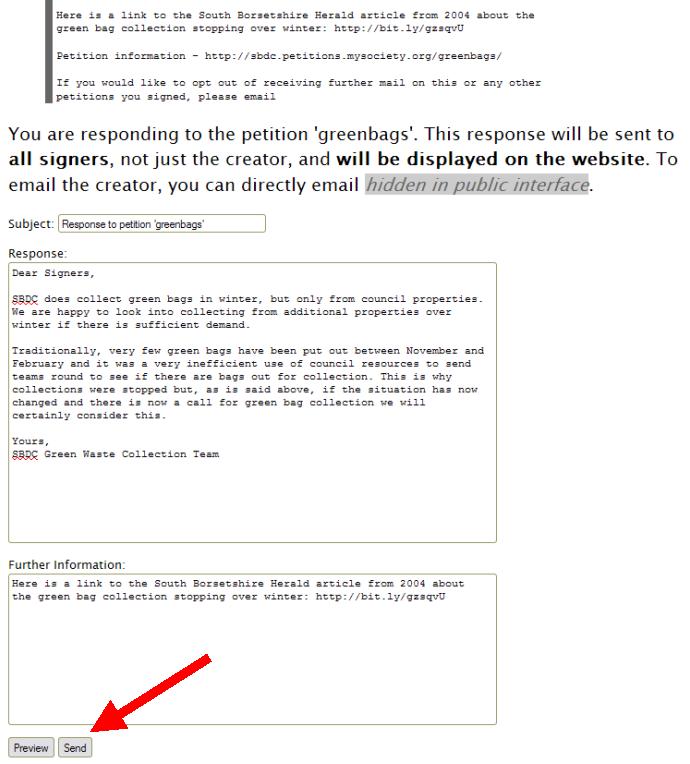 Here is a link to the South Borsetshire Herald article from 2004 about the
green bag collection stopping over winter: http://bit.ly/gzsqvU
Petition information - http://sbdc.petitions.mysociety.org/greenbags/
If you would like to opt out of receiving further mail on this or any other
petitions you signed, please email
You are responding to the petition 'greenbags'. This response will be sent to
all signers, not just the creator, and will be displayed on the website. To
email the creator, you can directly email hidden in public interface.
Subject: Response to petition 'greenbags'
Response:
Dear Signers,
SBDC does collect green bags in winter, but only from council properties.
We are happy to look into collecting from additional properties over
winter if there is sufficient demand.
Traditionally, very few green bags have been put out between November and
February and it was a very inefficient use of council resources to send
teams round to see if there are bags out for collection. This is why
collections were stopped but, as is said above, if the situation has now
changed and there is now a call for green bag collection we will
certainly consider this.
Yours,
SBDC Green Waste Collection Team
Further Information:
Here is a link to the South Borsetshire Herald article from 2004 about
the green bag collection stopping over winter: http://bit.ly/gzsqvU
Preview Send